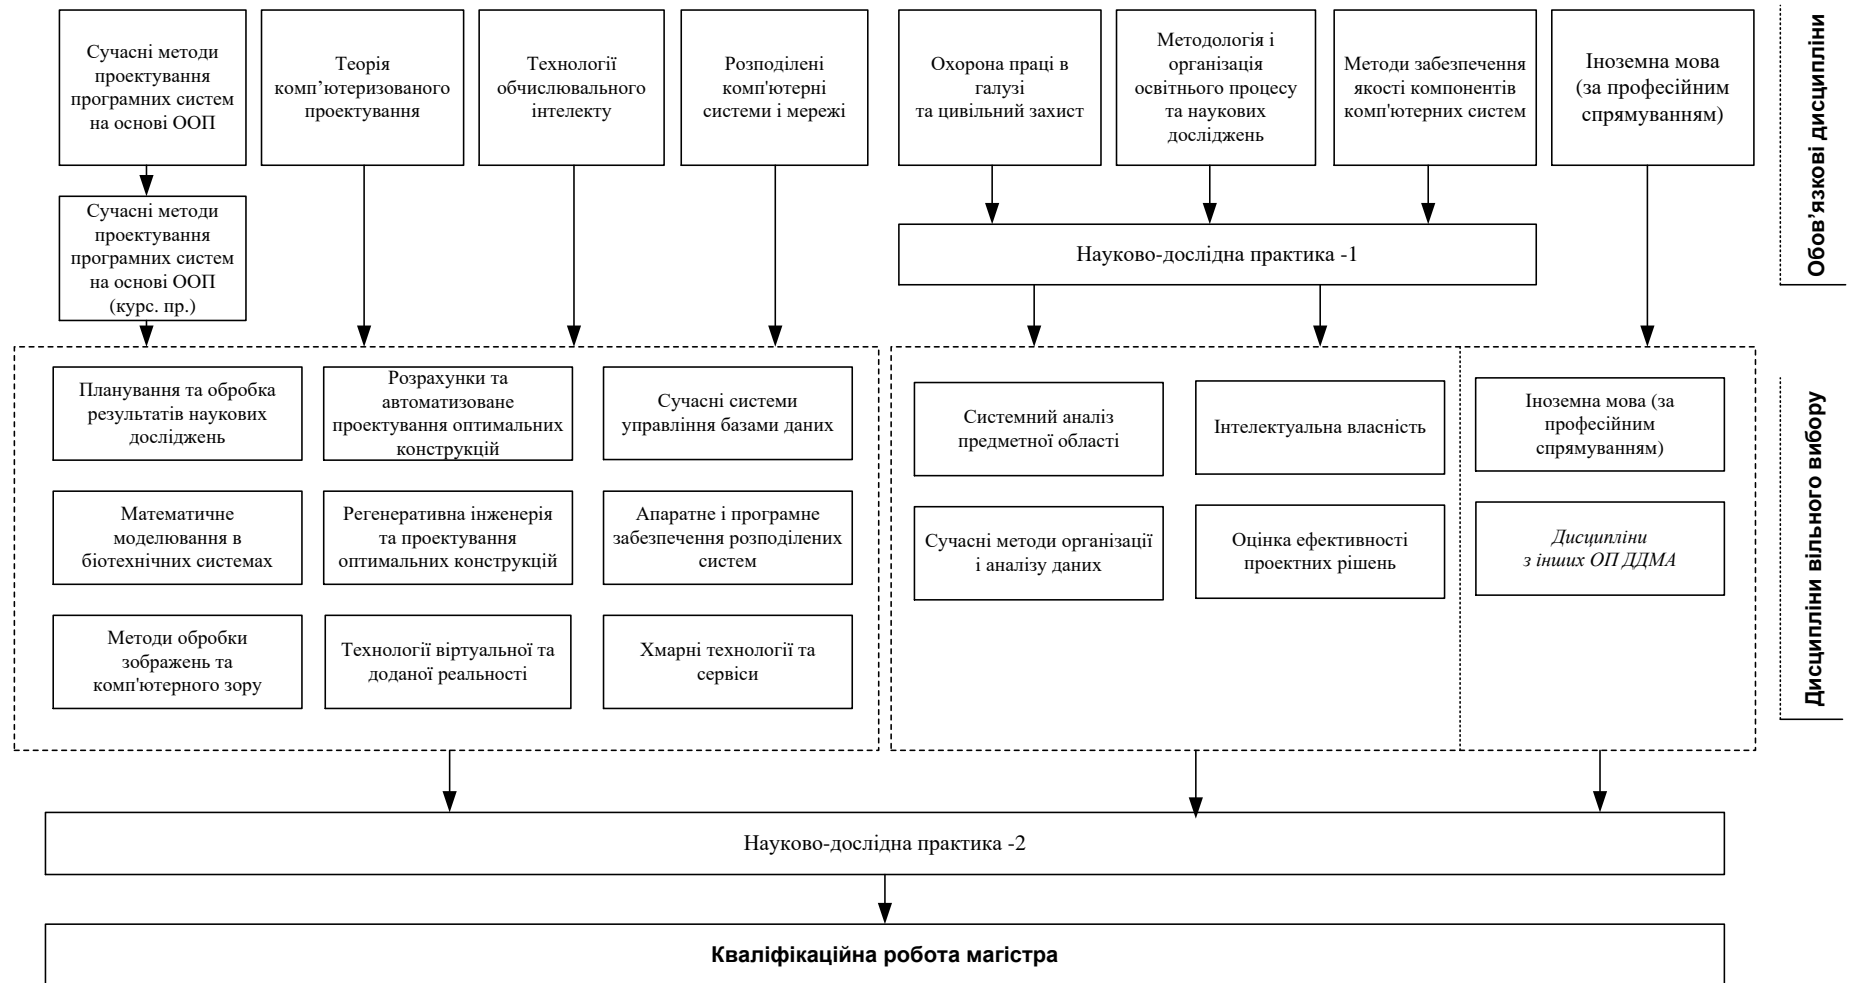 Сучасні методи
проектування
програмних систем
на основі ООП
Теорія
комп’ютеризованого
проектування
Технології
обчислювального
інтелекту
Розподілені
комп'ютерні
системи і мережі
Охорона праці в
галузі
та цивільний захист
Методологія і
організація
освітнього процесу
та наукових
досліджень
Методи забезпечення
якості компонентів
комп'ютерних систем
Іноземна мова
(за професійним
спрямуванням)
Обов’язкові дисципліни
Сучасні методи
проектування
програмних систем
на основі ООП
(курс. пр.)
Науково-дослідна практика -1
Планування та обробка
результатів наукових
досліджень
Розрахунки та
автоматизоване
проектування оптимальних
конструкцій
Сучасні системи
управління базами даних
Системний аналіз
предметної області
Інтелектуальна власність
Іноземна мова (за
професійним
спрямуванням)
Дисципліни вільного вибору
Математичне
моделювання в
біотехнічних системах
Регенеративна інженерія
та проектування
оптимальних конструкцій
Апаратне і програмне
забезпечення розподілених
систем
Сучасні методи організації
і аналізу даних
Оцінка ефективності
проектних рішень
Дисципліни
з інших ОП ДДМА
Методи обробки
зображень та
комп'ютерного зору
Технології віртуальної та
доданої реальності
Хмарні технології та
сервіси
Науково-дослідна практика -2
Кваліфікаційна робота магістра